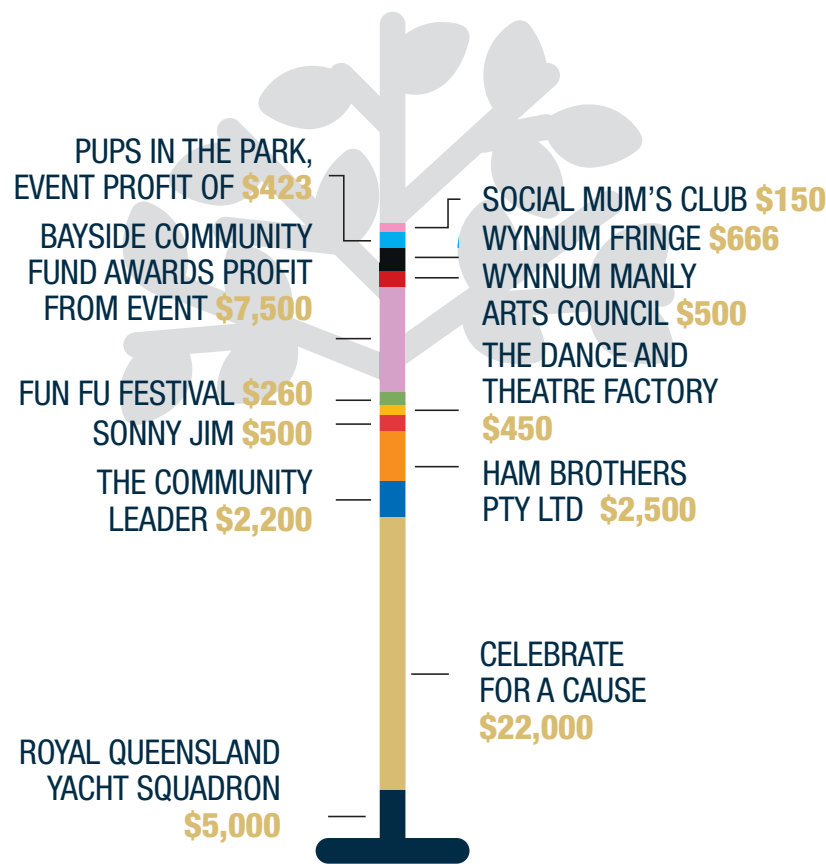 PUPS IN THE PARK,
EVENT PROFIT OF $423
BAYSIDE COMMUNITY
FUND AWARDS PROFIT
FROM EVENT $7,500
FUN FU FESTIVAL $260
SONNY JIM $500
THE COMMUNITY
LEADER $2,200
ROYAL QUEENSLAND
YACHT SQUADRON
$5,000
SOCIAL MUM'S CLUB $150
WYNNUM FRINGE $666
WYNNUM MANLY
ARTS COUNCIL $500
THE DANCE AND
THEATRE FACTORY
$450
HAM BROTHERS
PTY LTD $2,500
CELEBRATE
FOR A CAUSE
$22,000